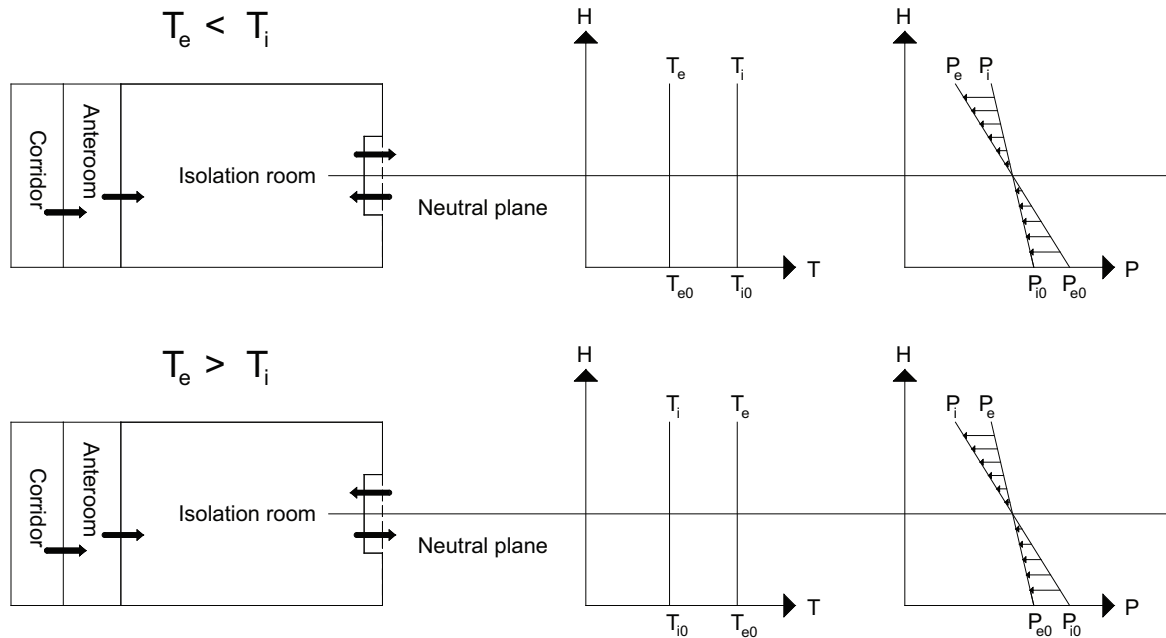 Te < Ti
H
H
Te Ti
Pe Pi
Corridor
Anteroom
Isolation room
Neutral plane
T
P
Te0 Ti0
Pi0 Pe0
Te > Ti
H
H
Ti Te
Pi Pe
Corridor
Anteroom
Isolation room
Neutral plane
T
P
Ti0 Te0
Pe0 Pi0